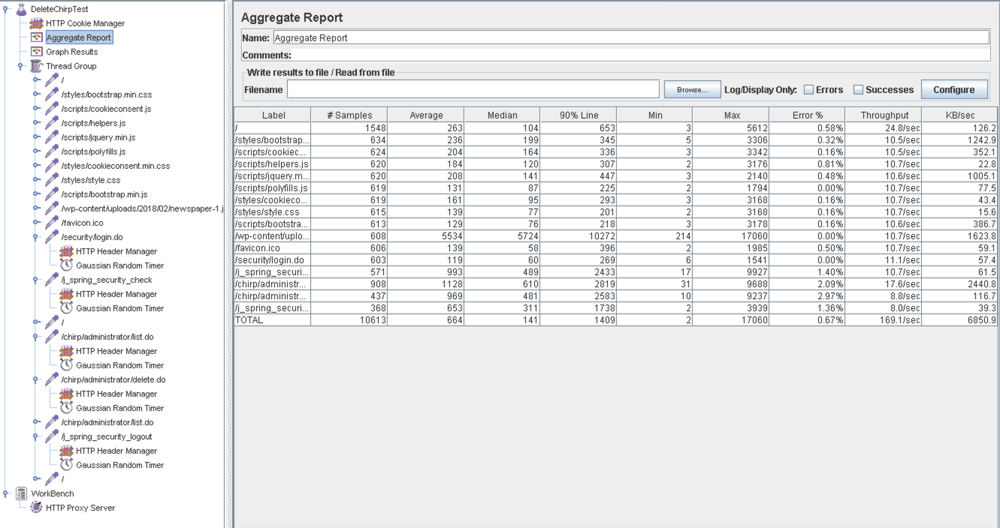 DeleteChirpTest
HTTP Cookie Manager
Aggregate Report
Graph Results
Thread Group
/
/styles/bootstrap.min.css
/scripts/cookieconsent.js
/scripts/helpers.js
/scripts/jquery.min.js
/scripts/polyfills.js
/styles/cookieconsent.min.css
/styles/style.css
/scripts/bootstrap.min.js
/wp-content/uploads/2018/02/newspaper-1.j
/favicon.ico
/security/login.do
HTTP Header Manager
Gaussian Random Timer
/j_spring_security_check
HTTP Header Manager
Gaussian Random Timer
/
/chirp/administrator/list.do
HTTP Header Manager
Gaussian Random Timer
/chirp/administrator/delete.do
HTTP Header Manager
Gaussian Random Timer
/chirp/administrator/list.do
/j_spring_security_logout
HTTP Header Manager
Gaussian Random Timer
/
WorkBench
HTTP Proxy Server
Aggregate Report
Name: Aggregate Report
Comments:
Write results to file / Read from file
Filename Browse... Log/Display Only: Errors Successes Configure
Label # Samples Average Median 90% Line Min Max Error % Throughput KB/sec
/ 1548 263 104 653 3 5612 0.58% 24.8/sec 126.2
/styles/bootstrap... 634 236 199 345 5 3306 0.32% 10.5/sec 1242.9
/scripts/cookiec... 624 204 164 336 3 3342 0.16% 10.5/sec 352.1
/scripts/helpers.js 620 184 120 307 2 3176 0.81% 10.7/sec 22.8
/scripts/jquery.m... 620 208 141 447 3 2140 0.48% 10.6/sec 1005.1
/scripts/polyfills.js 619 131 87 225 2 1794 0.00% 10.7/sec 77.5
/styles/cookieco... 619 161 95 293 3 3168 0.16% 10.7/sec 43.4
/styles/style.css 615 139 77 201 2 3168 0.16% 10.7/sec 15.6
/scripts/bootstra... 613 129 76 218 3 3178 0.16% 10.6/sec 386.7
/wp-content/uplo... 608 5534 5724 10272 214 17060 0.00% 10.7/sec 1623.8
/favicon.ico 606 139 58 396 2 1985 0.50% 10.7/sec 59.1
/security/login.do 603 119 60 269 6 1541 0.00% 11.1/sec 57.4
/j_spring_securi... 571 993 489 2433 17 9927 1.40% 10.7/sec 61.5
/chirp/administr... 908 1128 610 2819 31 9688 2.09% 17.6/sec 2440.8
/chirp/administr... 437 969 481 2583 10 9237 2.97% 8.8/sec 116.7
/j_spring_securi... 368 653 311 1738 2 3939 1.36% 8.0/sec 39.3
TOTAL 10613 664 141 1409 2 17060 0.67% 169.1/sec 6850.9